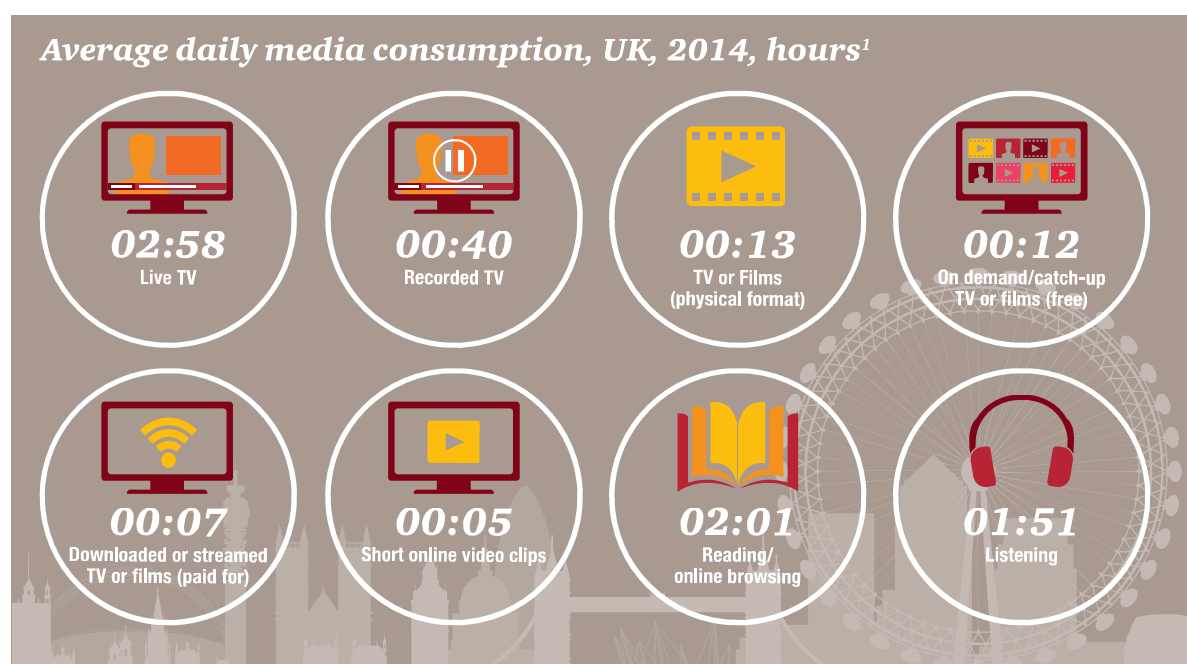 Average daily media consumption, UK, 2014, hours¹
02:58
Live TV
00:40
Recorded TV
00:13
TV or Films
(physical format)
00:12
On demand/catch-up
TV or films (free)
00:07
Downloaded or streamed
TV or films (paid for)
00:05
Short online video clips
02:01
Reading/
online browsing
01:51
Listening